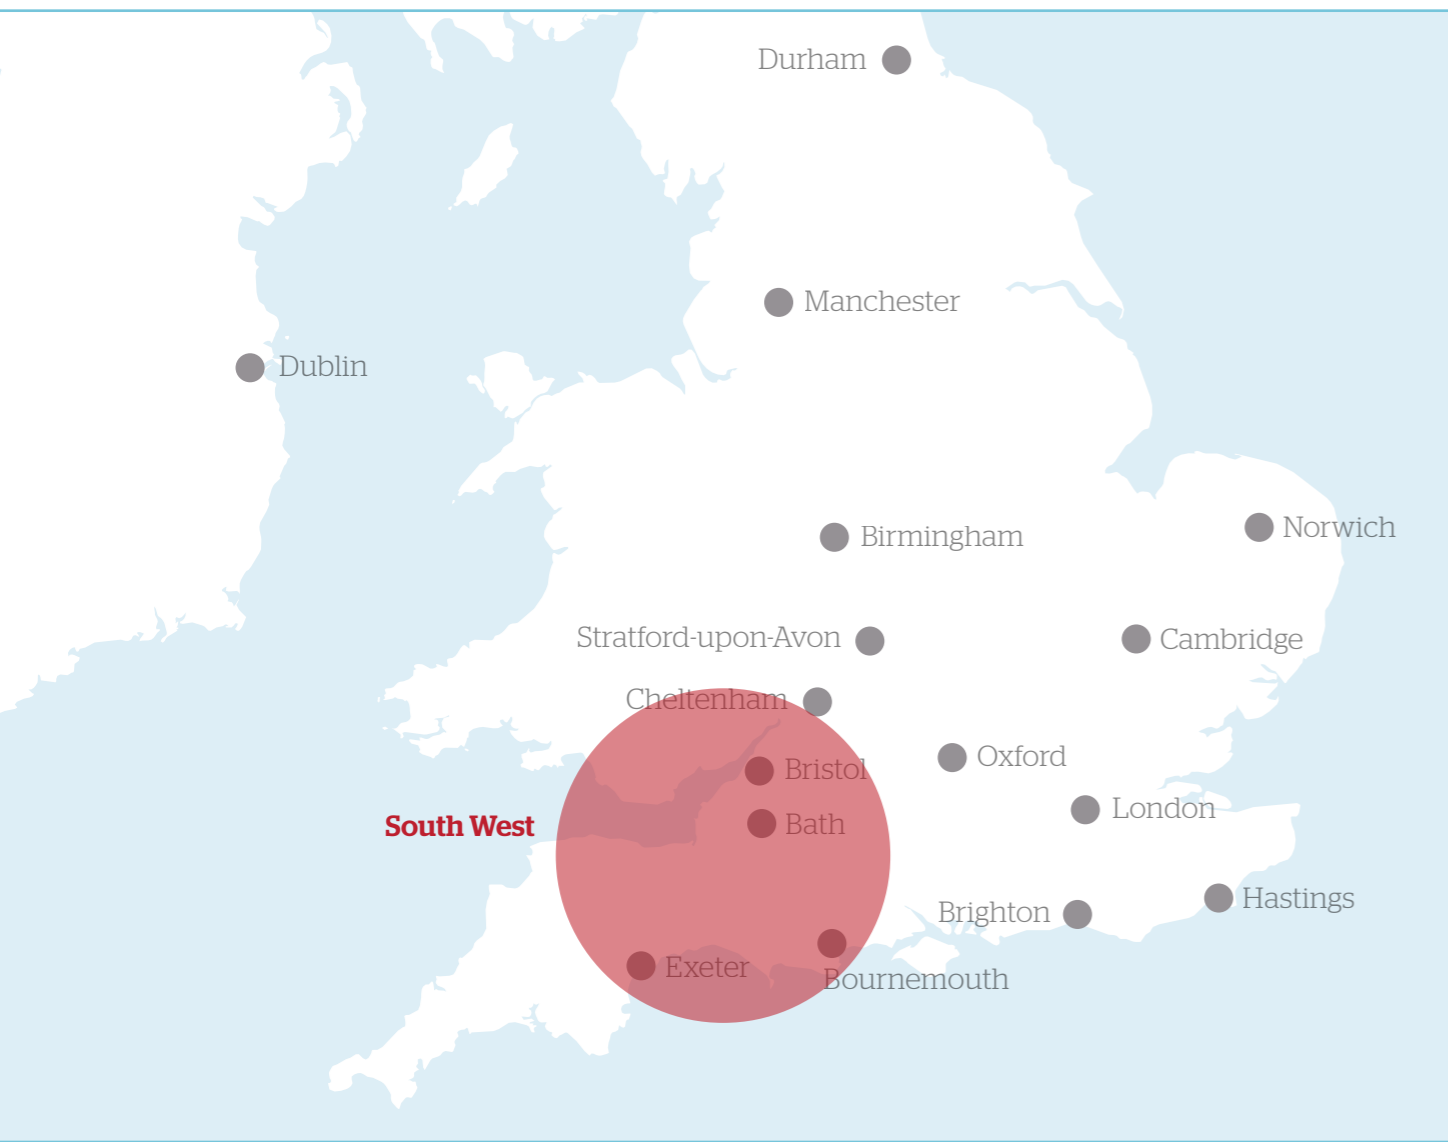 Durham
Manchester
Dublin
Norwich
Birmingham
Stratford-upon-Avon
Cambridge
Cheltenham
Oxford
Bristol
London
South West
Bath
Hastings
Brighton
Exeter
Bournemouth